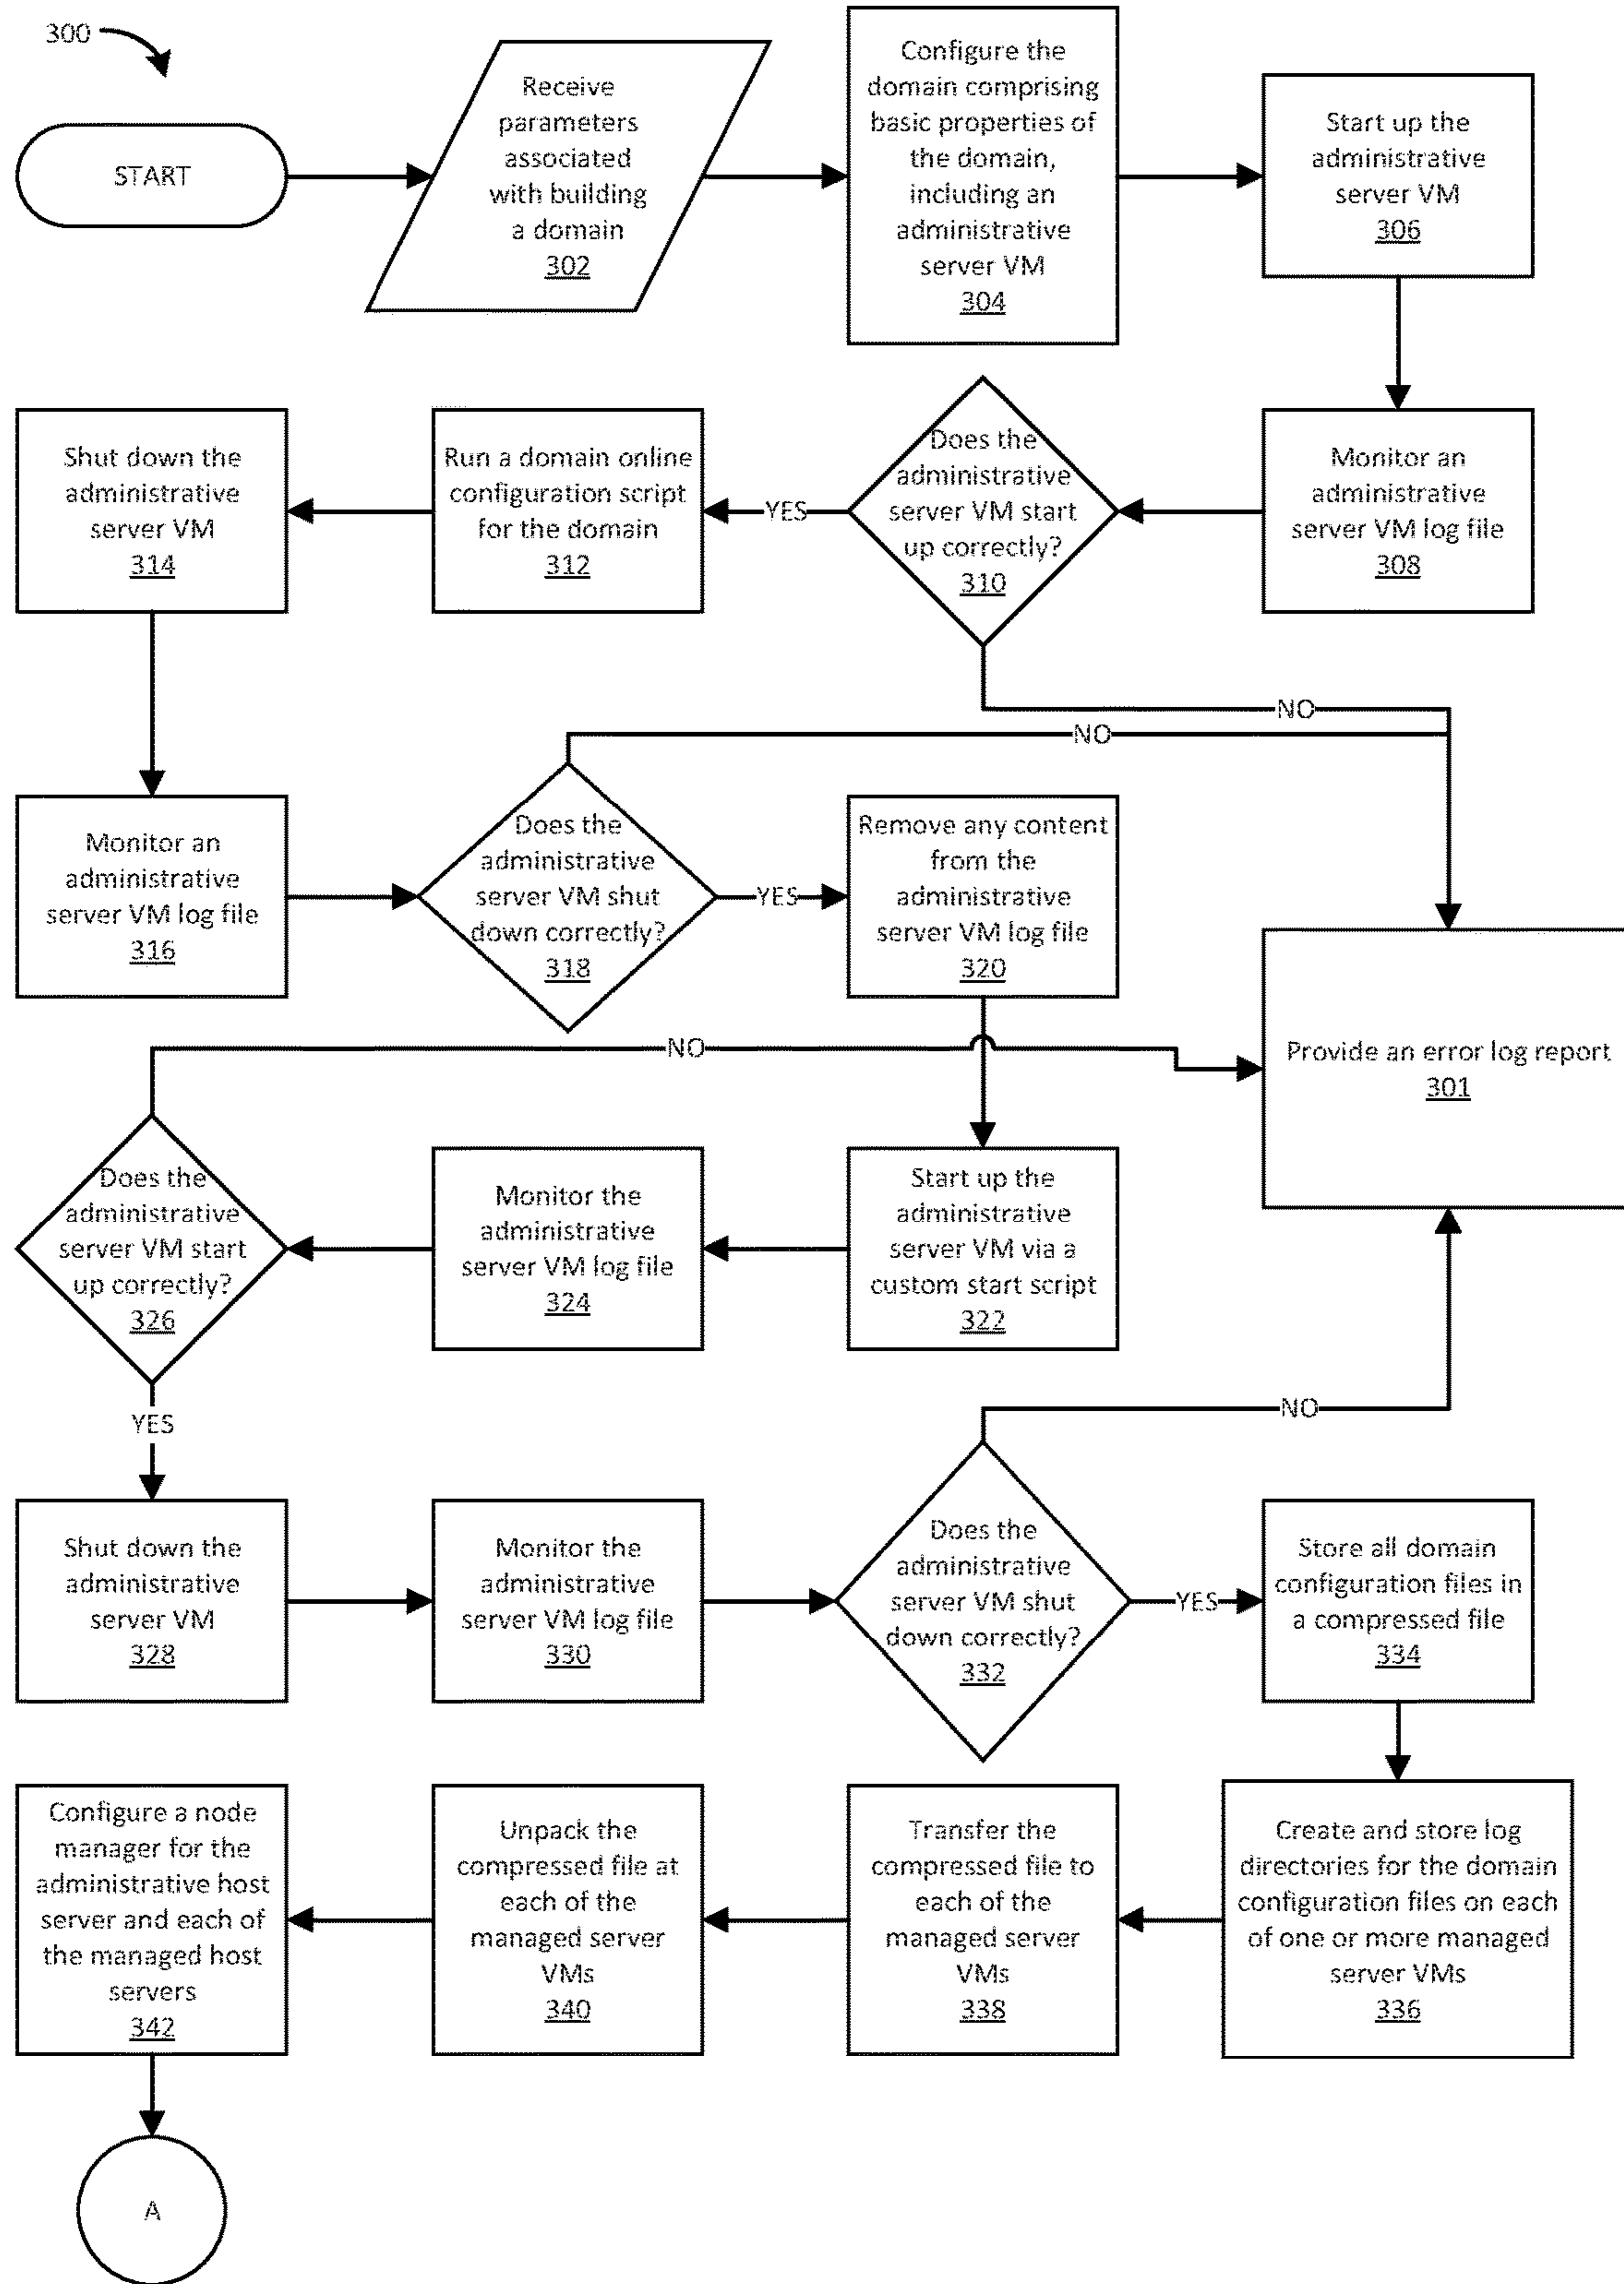 300
START
Receive
parameters
associated
with building
a domain
302
Configure the
domain comprising
basic properties of
the domain,
including an
administrative
server VM
304
Start up the
administrative
server VM
306
Monitor an
administrative
server VM log file
308
Does the
administrative
server VM start
up correctly?
310
YES
NO
Run a domain online
configuration script
for the domain
312
Shut down the
administrative
server VM
314
Monitor an
administrative
server VM log file
316
Does the
administrative
server VM shut
down correctly?
318
NO
YES
Remove any content
from the
administrative
server VM log file
320
Provide an error log report
301
Start up the
administrative
server VM via a
custom start script
322
Monitor the
administrative
server VM log file
324
Does the
administrative
server VM start
up correctly?
326
NO
YES
Shut down the
administrative
server VM
328
Monitor the
administrative
server VM log file
330
Does the
administrative
server VM shut
down correctly?
332
NO
YES
Store all domain
configuration files in
a compressed file
334
Create and store log
directories for the domain
configuration files on each
of one or more managed
server VMs
336
Transfer the
compressed file to
each of the
managed server
VMs
338
Unpack the
compressed file at
each of the
managed server
VMs
340
Configure a node
manager for the
administrative host
server and each of
the managed host
servers
342
A